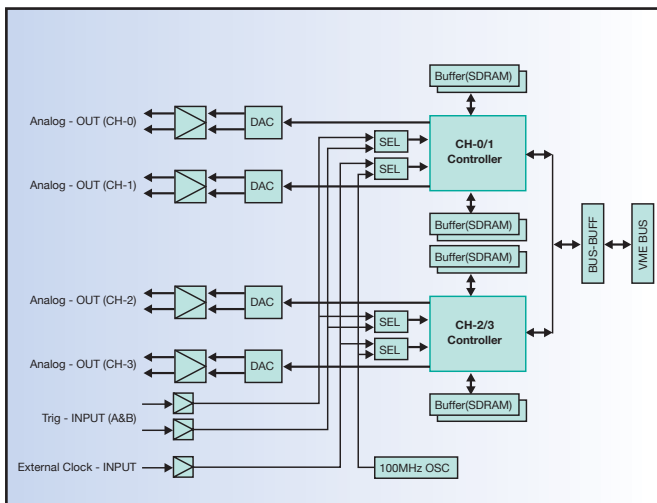 Buffer(SDRAM)
Analog - OUT (CH-0)
DAC
SEL
CH-0/1
Controller
SEL
Analog - OUT (CH-1)
DAC
Buffer(SDRAM)
BUS-BUFF
VME BUS
Buffer(SDRAM)
Analog - OUT (CH-2)
DAC
SEL
CH-2/3
Controller
SEL
Analog - OUT (CH-3)
DAC
Buffer(SDRAM)
Trig - INPUT (A&B)
External Clock - INPUT
100MHz OSC